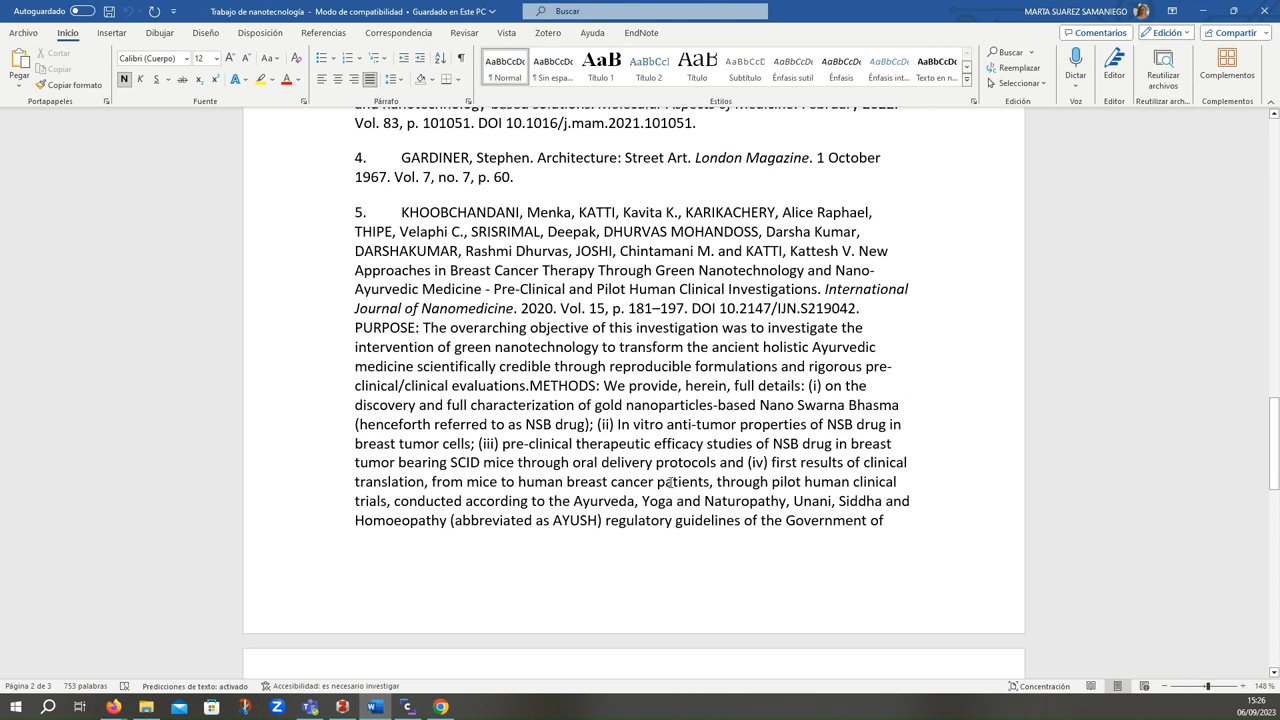 Autoguardado
Trabajo de nanotecnología - Modo de compatibilidad • Guardado en Este PC
Buscar
MARTA SUAREZ SAMANIEGO
Archivo Inicio Insertar Dibujar Diseño Disposición Referencias Correspondencia Revisar Vista Zotero Ayuda EndNote
Comentarios Edición Compartir
Pegar
Cortar
Copiar
Copiar formato
Portapapeles
Calibri (Cuerpo) 12
Fuente
Párrafo
AaBbCcDc AaBbCcDc AaBb AaBbCc AaB AaBbCcD AaBbCcDc AaBbCcDc AaBbCcDc AaBbCcDc
¶ Normal ¶ Sin espa... Título 1 Título 2 Título Subtítulo Énfasis sutil Énfasis Énfasis int... Texto en n...
Estilos
Buscar
Reemplazar
Seleccionar
Edición
Dictar
Voz
Editor
Editor
Reutilizar archivos
Reutilizar arch...
Complementos
Complementos
and nanotechnology-based solutions. Molecular Aspects of Medicine. February 2022.
Vol. 83, p. 101051. DOI 10.1016/j.mam.2021.101051.
4. GARDINER, Stephen. Architecture: Street Art. London Magazine. 1 October
1967. Vol. 7, no. 7, p. 60.
5. KHOOBCHANDANI, Menka, KATTI, Kavita K., KARIKACHERY, Alice Raphael,
THIPE, Velaphi C., SRISRIMAL, Deepak, DHURVAS MOHANDOSS, Darsha Kumar,
DARSHAKUMAR, Rashmi Dhurvas, JOSHI, Chintamani M. and KATTI, Kattesh V. New
Approaches in Breast Cancer Therapy Through Green Nanotechnology and Nano-
Ayurvedic Medicine - Pre-Clinical and Pilot Human Clinical Investigations. International
Journal of Nanomedicine. 2020. Vol. 15, p. 181–197. DOI 10.2147/IJN.S219042.
PURPOSE: The overarching objective of this investigation was to investigate the
intervention of green nanotechnology to transform the ancient holistic Ayurvedic
medicine scientifically credible through reproducible formulations and rigorous pre-
clinical/clinical evaluations.METHODS: We provide, herein, full details: (i) on the
discovery and full characterization of gold nanoparticles-based Nano Swarna Bhasma
(henceforth referred to as NSB drug); (ii) In vitro anti-tumor properties of NSB drug in
breast tumor cells; (iii) pre-clinical therapeutic efficacy studies of NSB drug in breast
tumor bearing SCID mice through oral delivery protocols and (iv) first results of clinical
translation, from mice to human breast cancer patients, through pilot human clinical
trials, conducted according to the Ayurveda, Yoga and Naturopathy, Unani, Siddha and
Homoeopathy (abbreviated as AYUSH) regulatory guidelines of the Government of
Página 2 de 3 753 palabras Predicciones de texto: activado Accesibilidad: es necesario investigar Concentración 148 %
15:26
06/09/2023